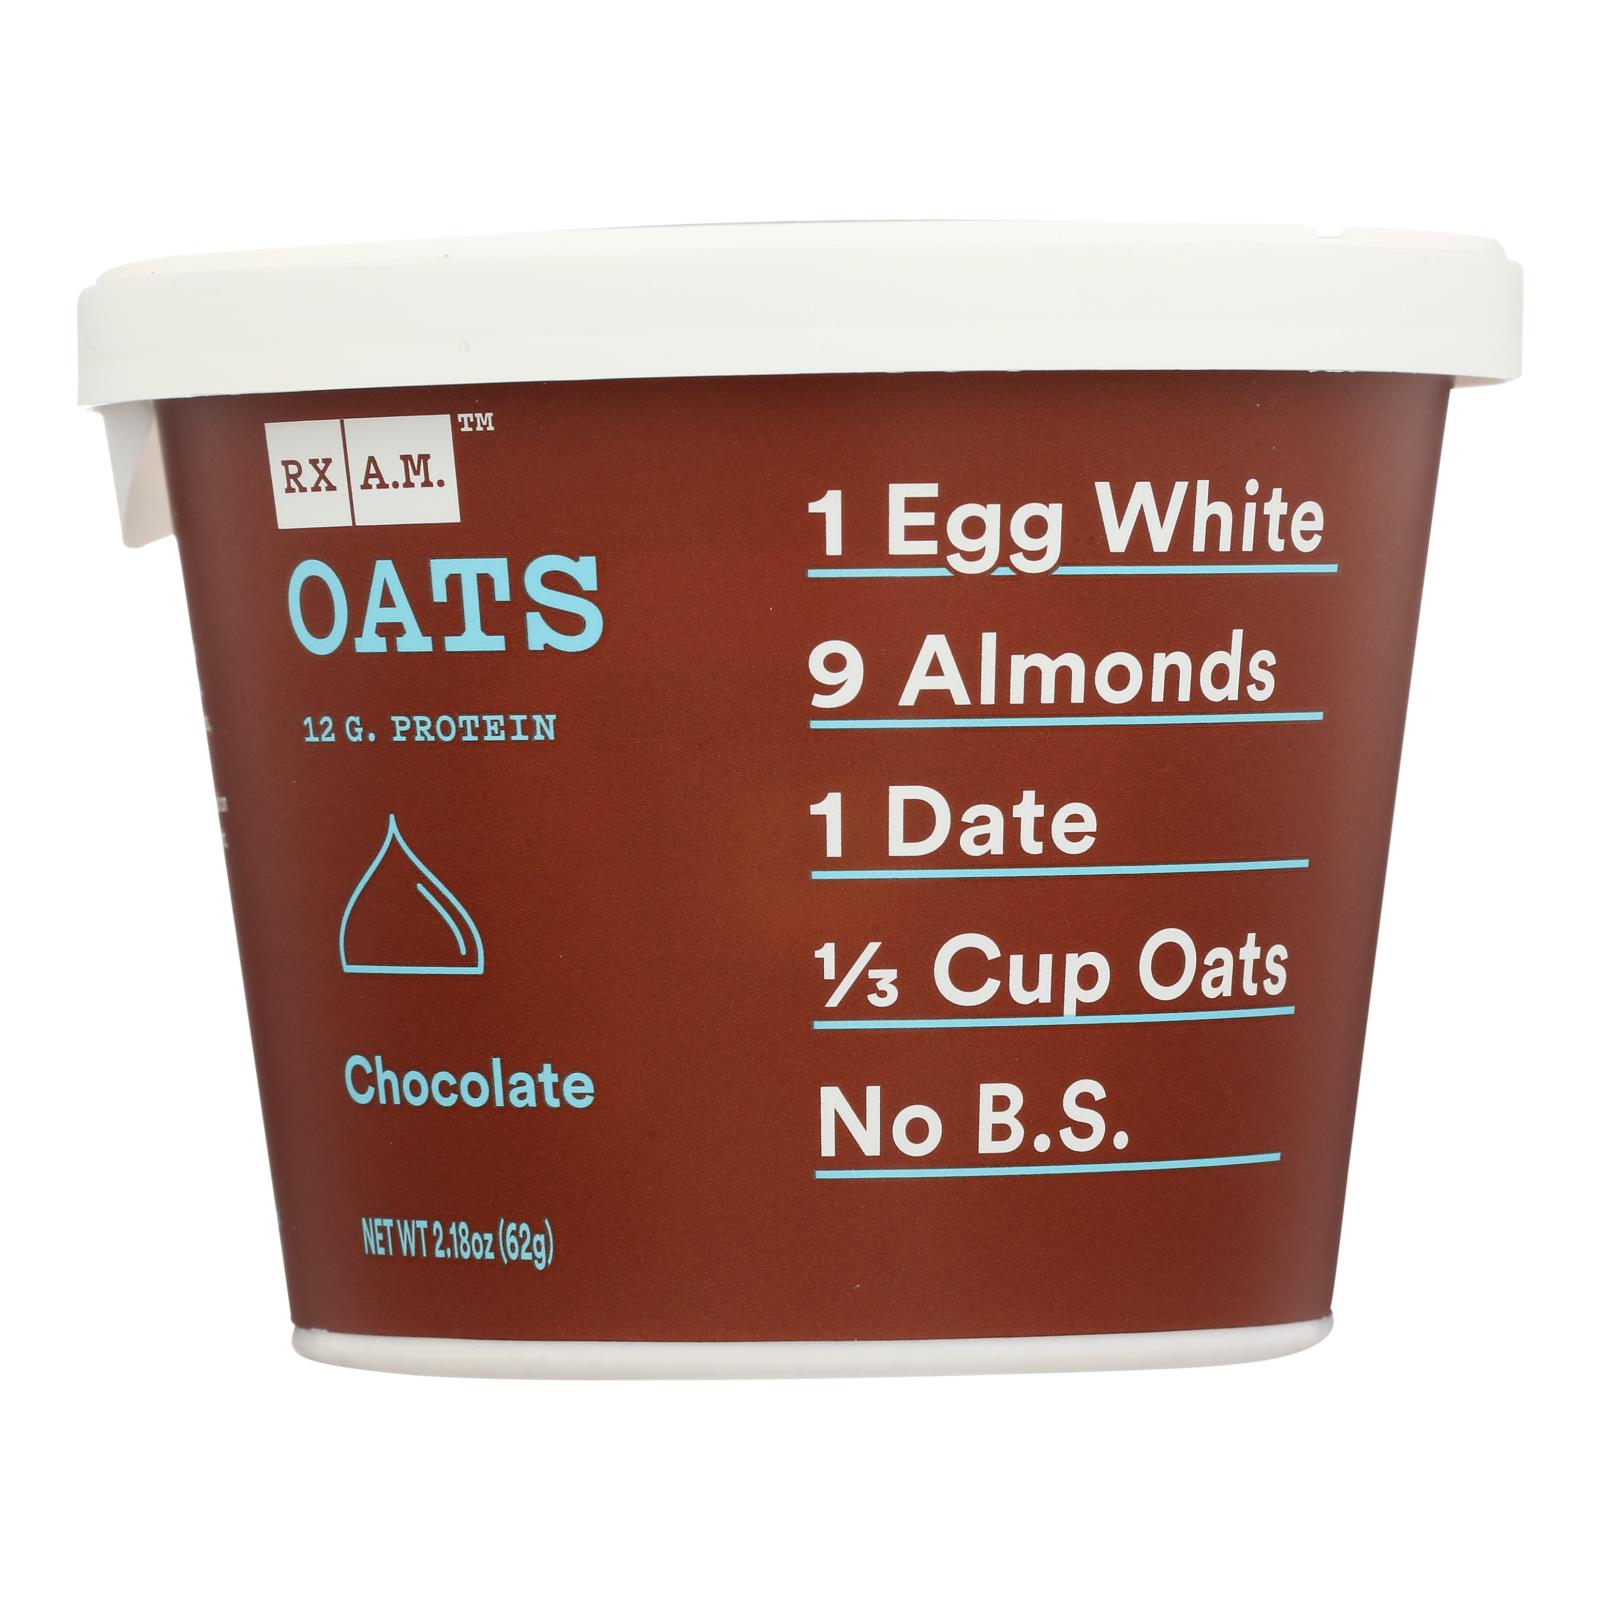 RX A.M.™
OATS
12 G. PROTEIN
Chocolate
NET WT 2.18oz (62g)
1 Egg White
9 Almonds
1 Date
⅓ Cup Oats
No B.S.